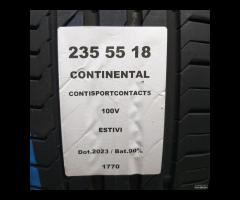 235 55 18
CONTINENTAL
CONTISPORTCONTACT5
100V
ESTIVI
Dot.2023 / Bat.90%
1770